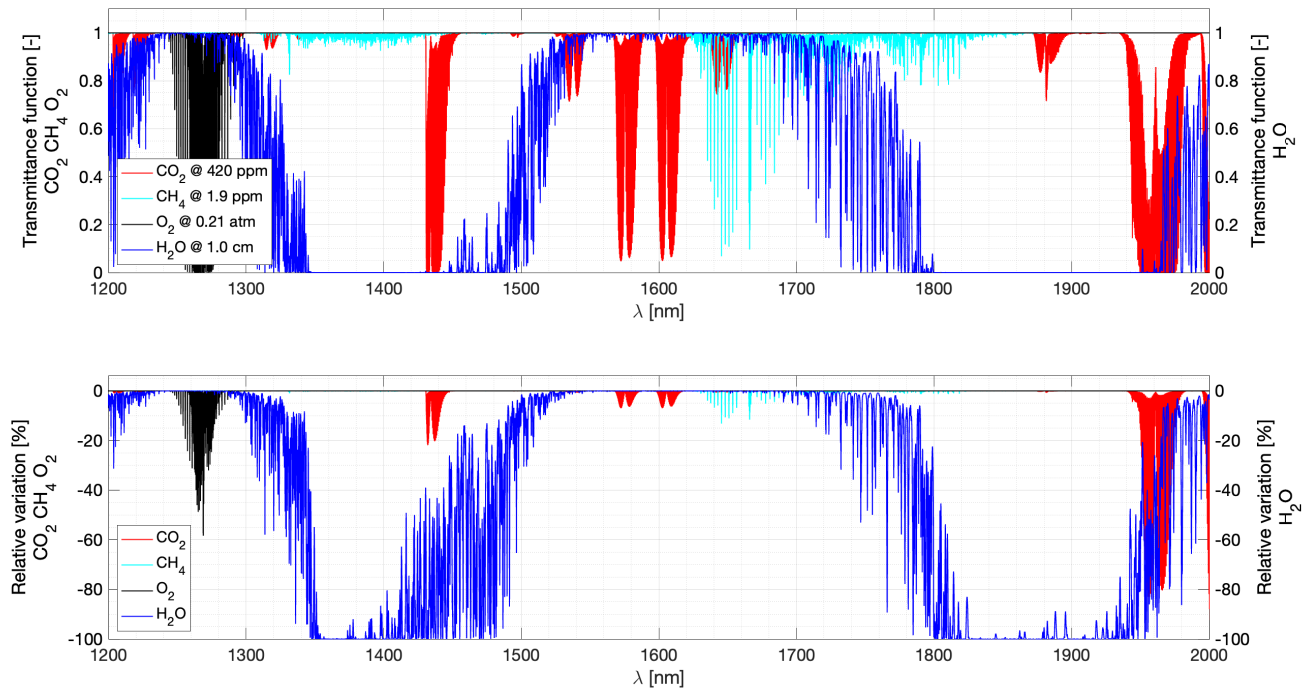 Transmittance function [-]
CO2 CH4 O2
1
0.8
0.6
0.4
0.2
0
CO2 @ 420 ppm
CH4 @ 1.9 ppm
O2 @ 0.21 atm
H2O @ 1.0 cm
1
0.8
0.6
0.4
0.2
0
Transmittance function [-]
H2O
1200 1300 1400 1500 1600 1700 1800 1900 2000
λ [nm]
Relative variation [%]
CO2 CH4 O2
0
-20
-40
-60
-80
-100
CO2
CH4
O2
H2O
0
-20
-40
-60
-80
-100
Relative variation [%]
H2O
1200 1300 1400 1500 1600 1700 1800 1900 2000
λ [nm]